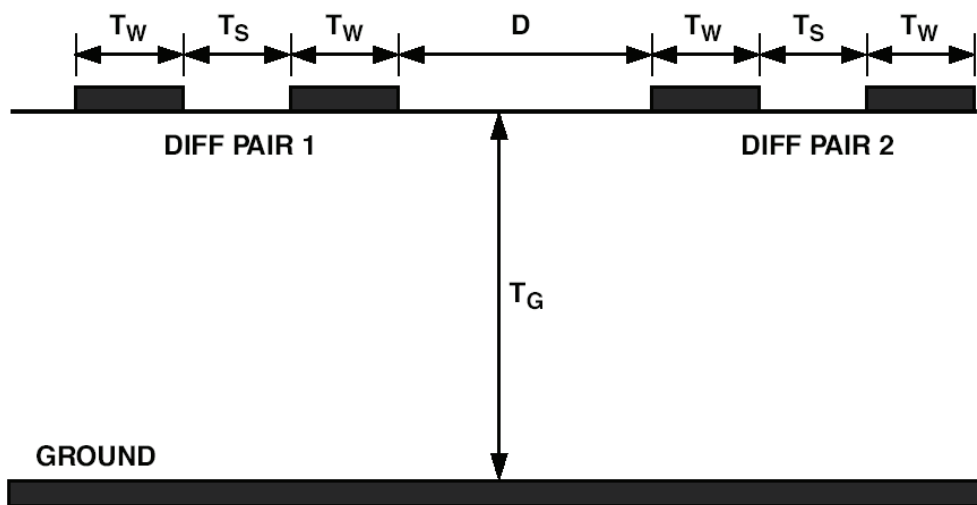 TW TS TW D TW TS TW
DIFF PAIR 1 DIFF PAIR 2
TG
GROUND